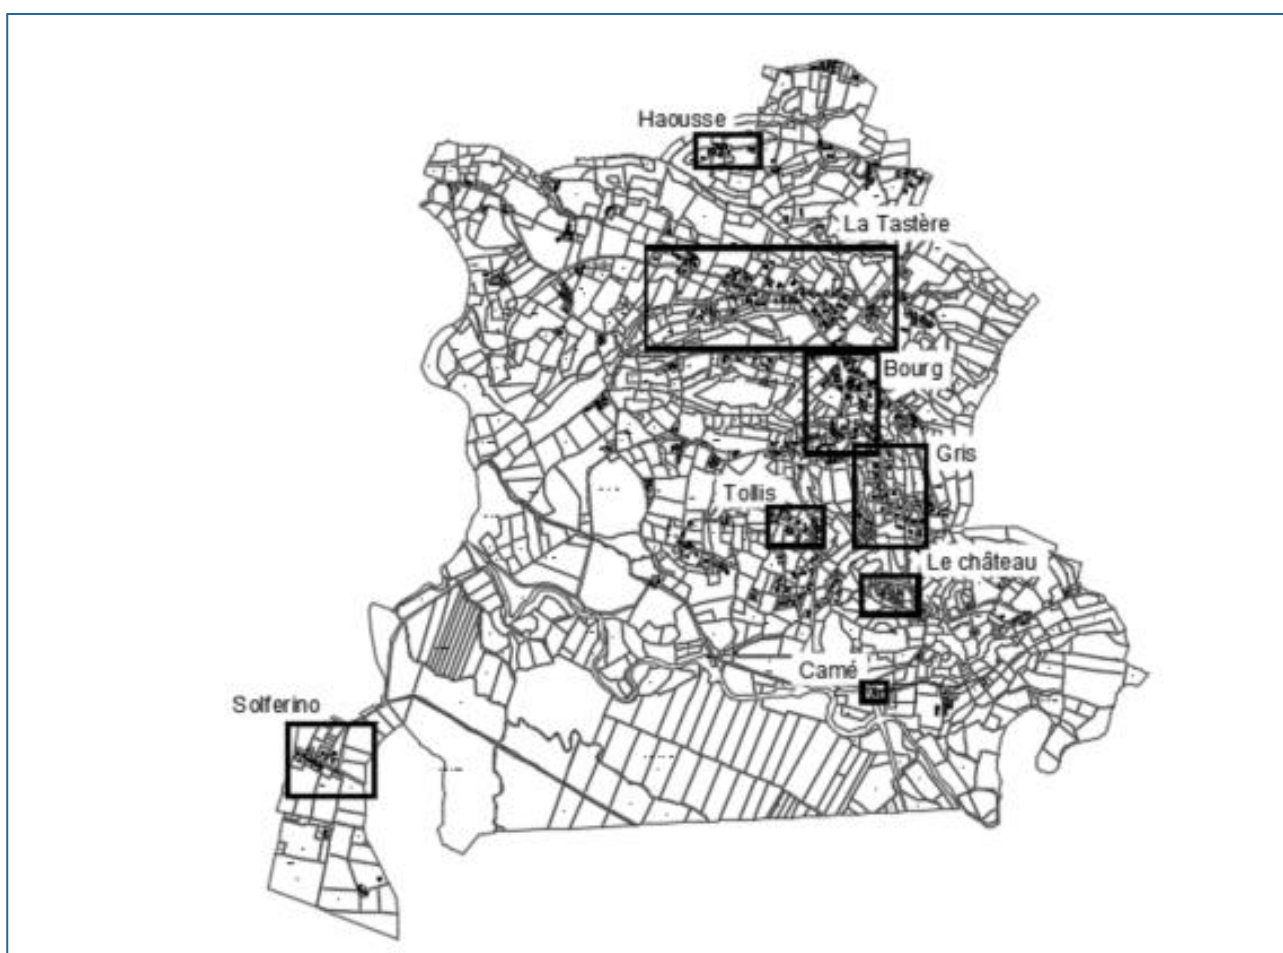 Haousse
La Tastère
Bourg
Gris
Tollis
Le château
Camé
Solferino